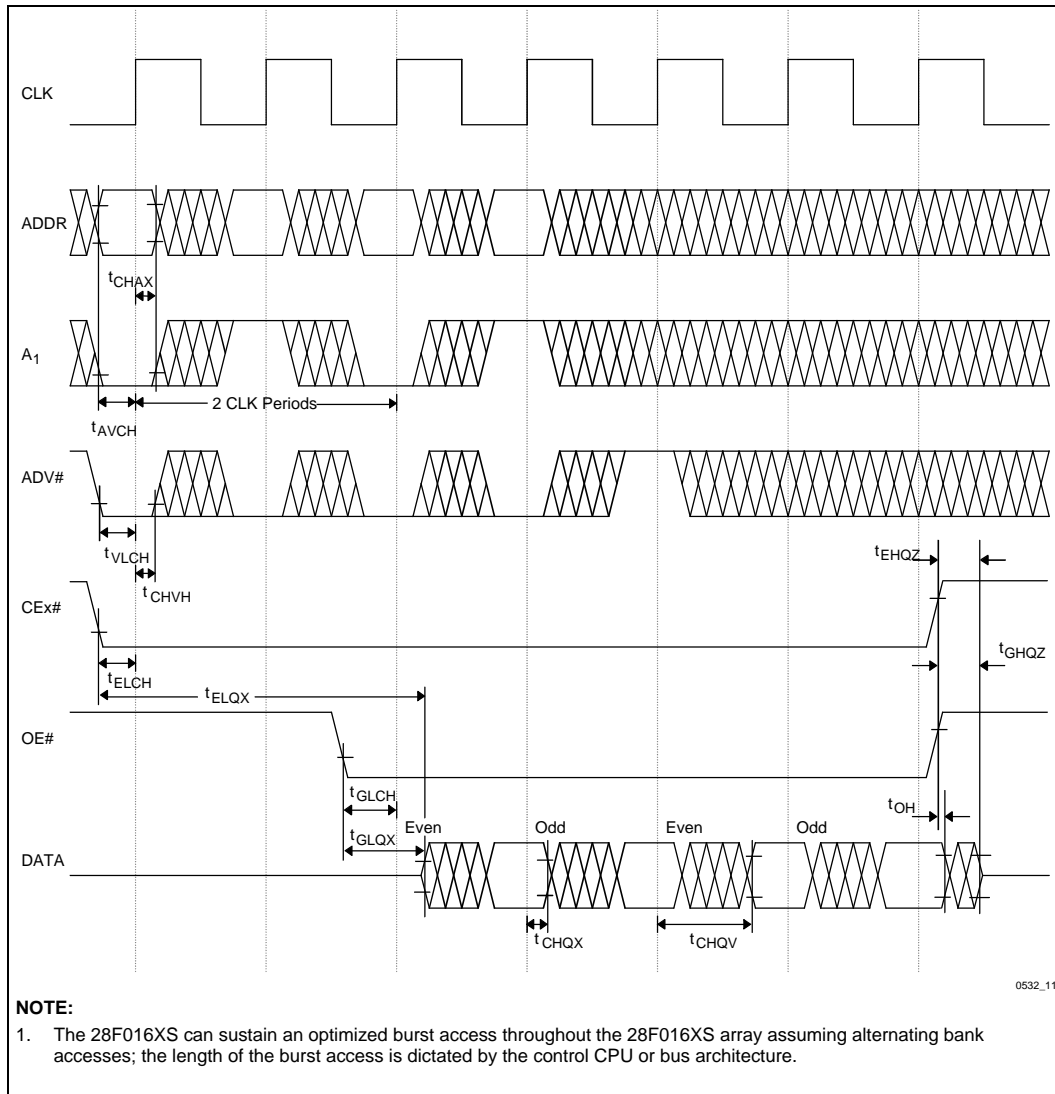 CLK
ADDR
tCHAX
A1
2 CLK Periods
tAVCH
ADV#
tVLCH
tEHQZ
tCHVH
CEx#
tGHQZ
tELCH
tELQX
OE#
tGLCH
tOH
tGLQX
Even Odd Even Odd
DATA
tCHQX
tCHQV
0532_11
NOTE:
1. The 28F016XS can sustain an optimized burst access throughout the 28F016XS array assuming alternating bank
accesses; the length of the burst access is dictated by the control CPU or bus architecture.